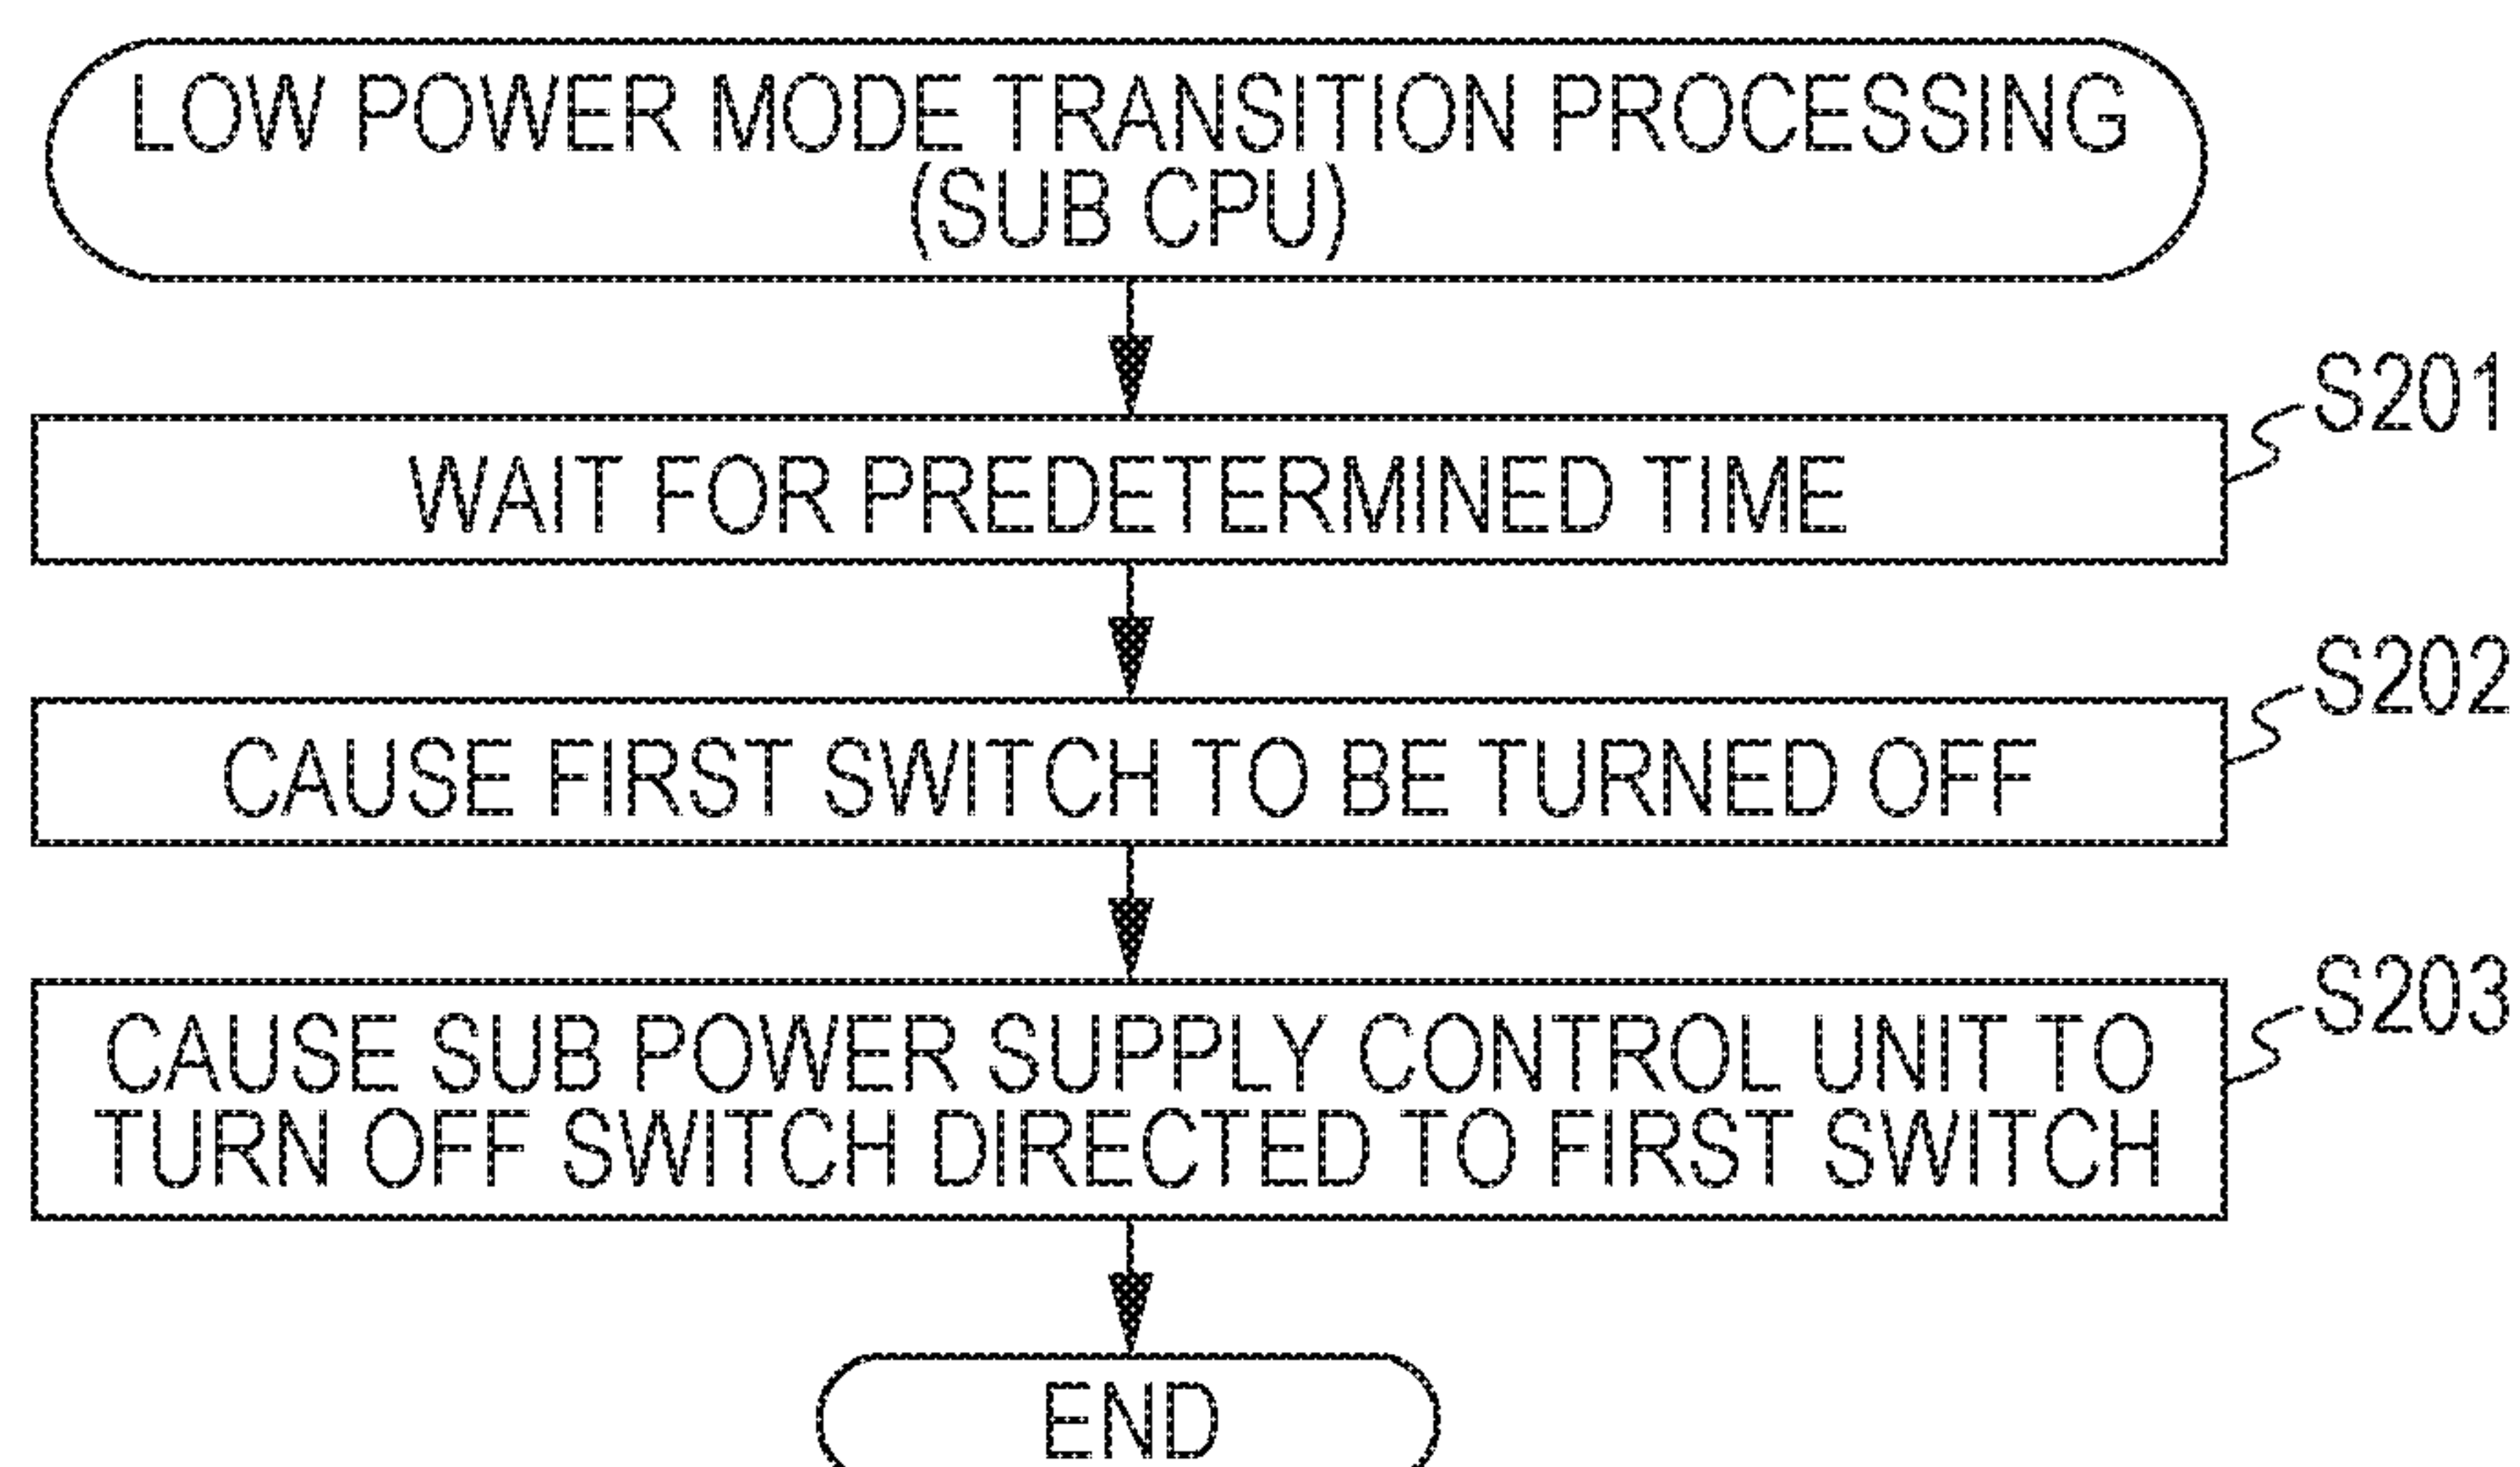 LOW POWER MODE TRANSITION PROCESSING
(SUB CPU)
S201
WAIT FOR PREDETERMINED TIME
S202
CAUSE FIRST SWITCH TO BE TURNED OFF
S203
CAUSE SUB POWER SUPPLY CONTROL UNIT TO
TURN OFF SWITCH DIRECTED TO FIRST SWITCH
END